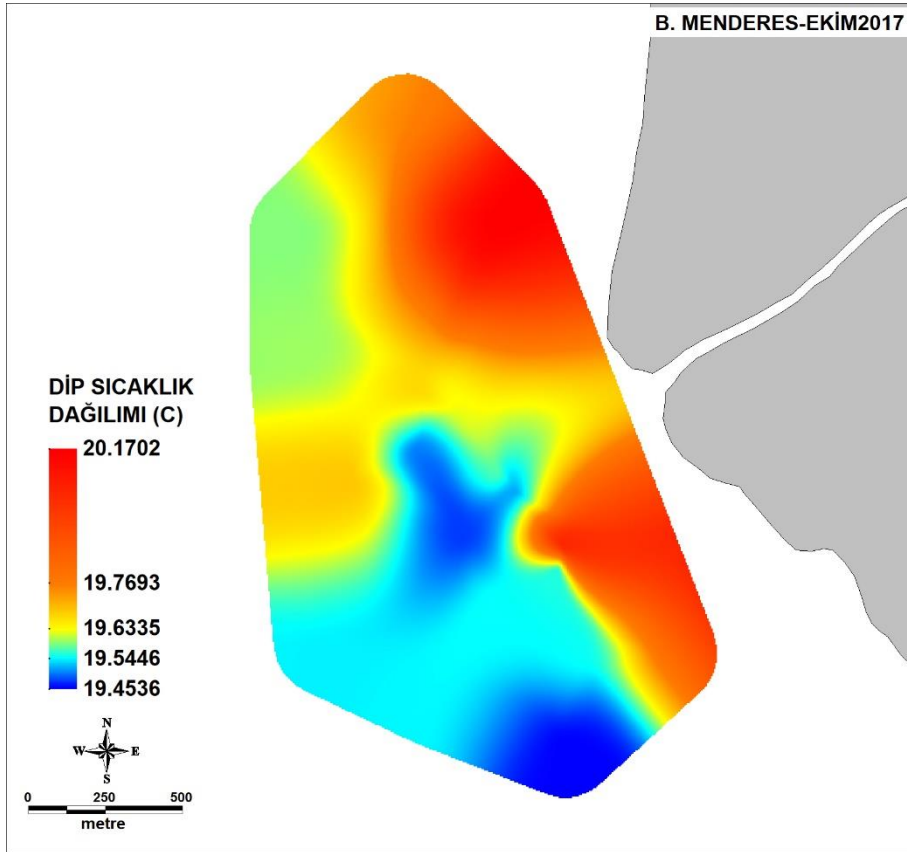 B. MENDERES-EKİM2017
DİP SICAKLIK
DAĞILIMI (C)
20.1702
19.7693
19.6335
19.5446
19.4536
N
W E
S
0 250 500
metre